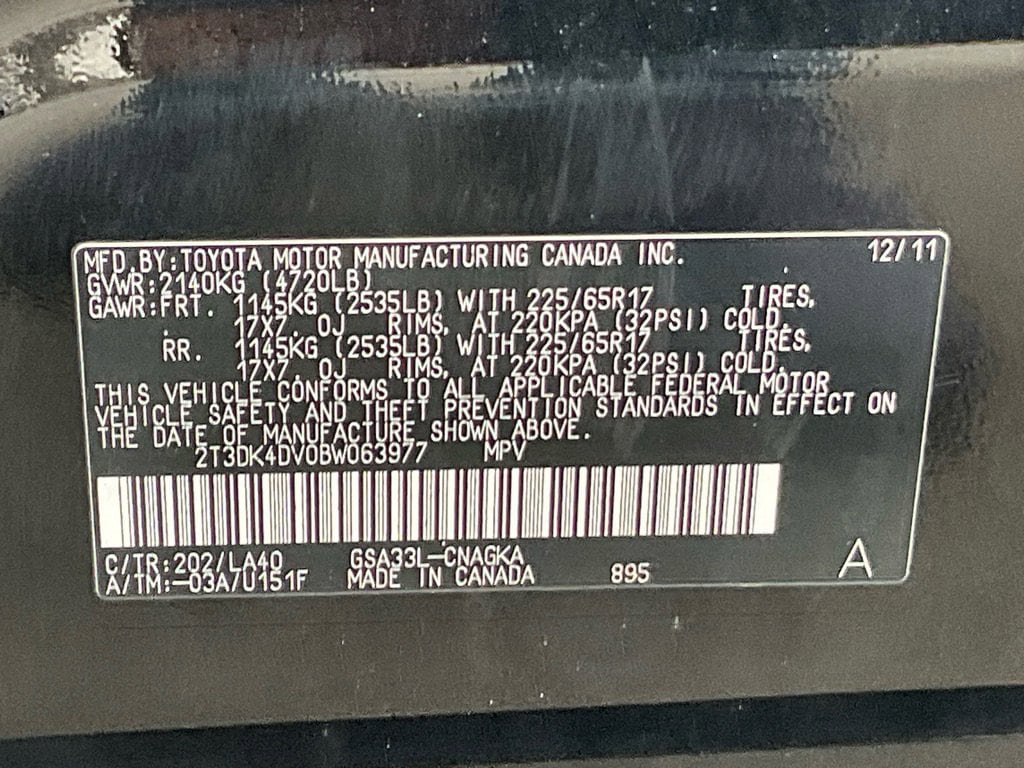 MFD.BY:TOYOTA MOTOR MANUFACTURING CANADA INC. 12/11
GVWR:2140KG (4720LB)
GAWR:FRT. 1145KG (2535LB) WITH 225/65R17 TIRES,
17X7.0J RIMS, AT 220KPA (32PSI) COLD.
RR. 1145KG (2535LB) WITH 225/65R17 TIRES,
17X7.0J RIMS, AT 220KPA (32PSI) COLD.
THIS VEHICLE CONFORMS TO ALL APPLICABLE FEDERAL MOTOR
VEHICLE SAFETY AND THEFT PREVENTION STANDARDS IN EFFECT ON
THE DATE OF MANUFACTURE SHOWN ABOVE.
2T3DK4DV0BW063977 MPV
C/TR:202/LA40 GSA33L-CNAGKA
A/TM:-03A/U151F MADE IN CANADA 895 A